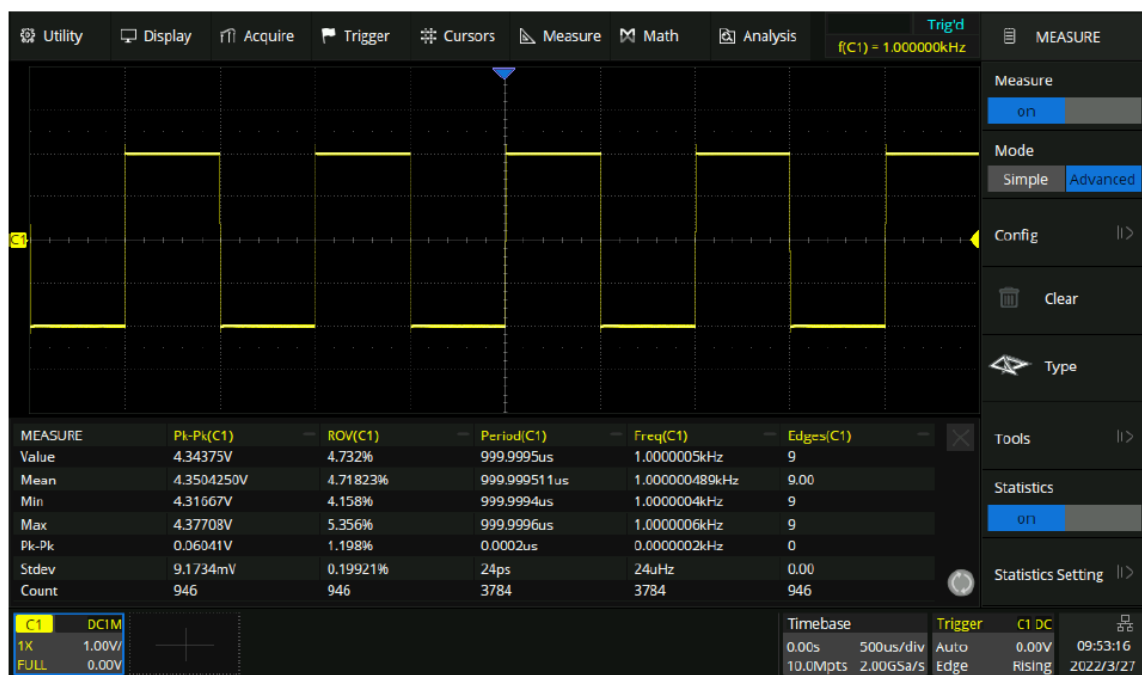 Utility Display Acquire Trigger Cursors Measure Math Analysis Trig'd
f(C1) = 1.000000kHz
MEASURE
Measure
on
Mode
Simple Advanced
Config
Clear
Type
Tools
Statistics
on
Statistics Setting
C1
MEASURE Pk-Pk(C1) ROV(C1) Period(C1) Freq(C1) Edges(C1)
Value 4.34375V 4.732% 999.9995us 1.0000005kHz 9
Mean 4.3504250V 4.71823% 999.999511us 1.000000489kHz 9.00
Min 4.31667V 4.158% 999.9994us 1.0000004kHz 9
Max 4.37708V 5.356% 999.9996us 1.0000006kHz 9
Pk-Pk 0.06041V 1.198% 0.0002us 0.0000002kHz 0
Stdev 9.1734mV 0.19921% 24ps 24uHz 0.00
Count 946 946 3784 3784 946
C1 DC1M
1X 1.00V/
FULL 0.00V
Timebase
0.00s 500us/div
10.0Mpts 2.00GSa/s
Trigger C1 DC
Auto 0.00V
Edge Rising
09:53:16
2022/3/27